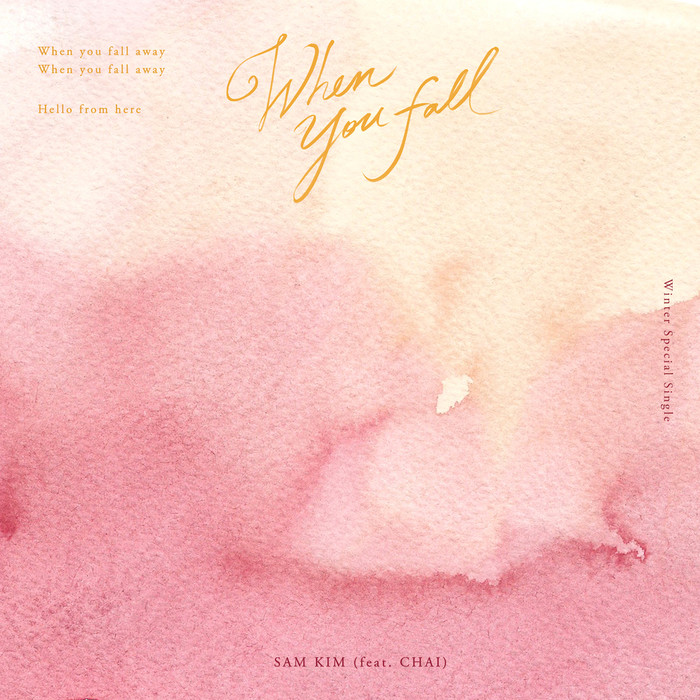 When you fall away
When you fall away
Hello from here
When
you fall
Winter Special Single
SAM KIM (feat. CHAI)